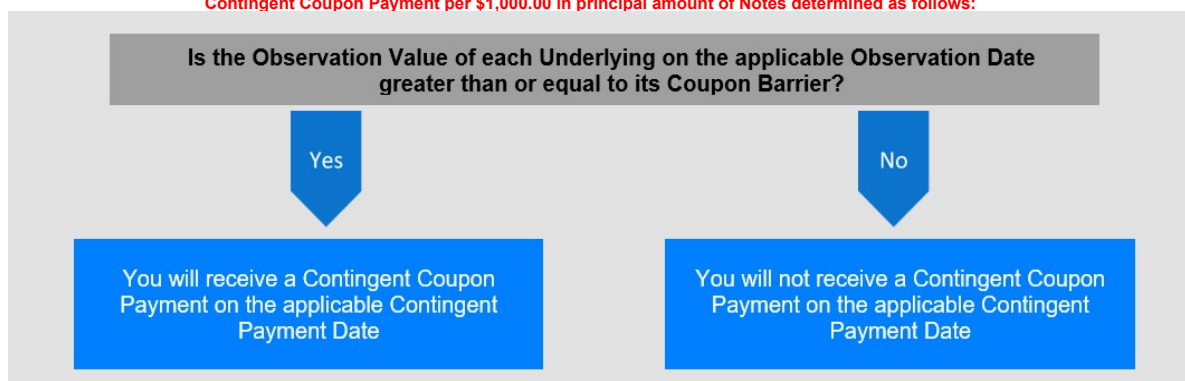 Contingent Coupon Payment per $1,000.00 in principal amount of Notes determined as follows:
Is the Observation Value of each Underlying on the applicable Observation Date
greater than or equal to its Coupon Barrier?
Yes
No
You will receive a Contingent Coupon
Payment on the applicable Contingent
Payment Date
You will not receive a Contingent Coupon
Payment on the applicable Contingent
Payment Date